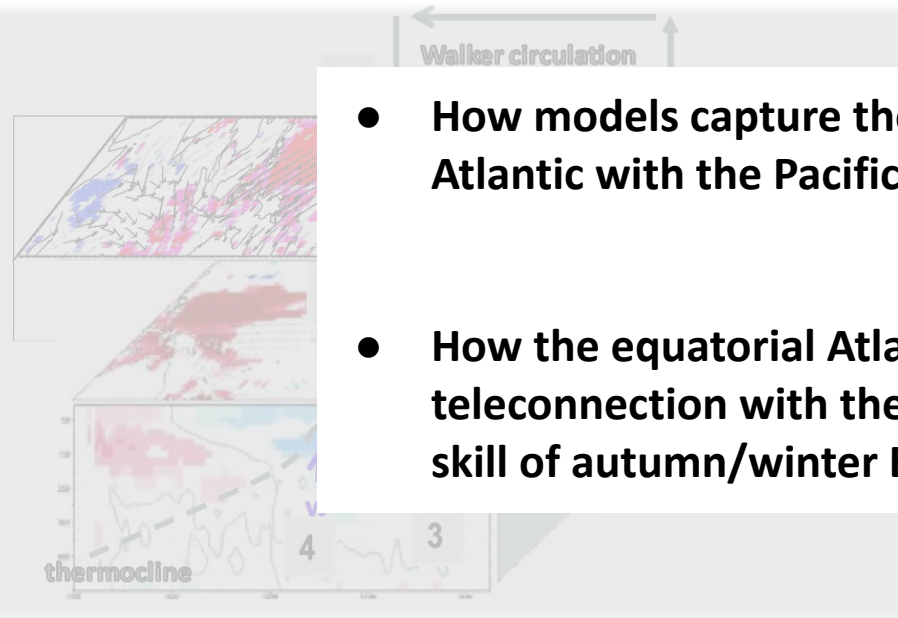 Walker circulation
● How models capture the
Atlantic with the Pacific
● How the equatorial Atla
teleconnection with the
skill of autumn/winter E
4
3
thermocline